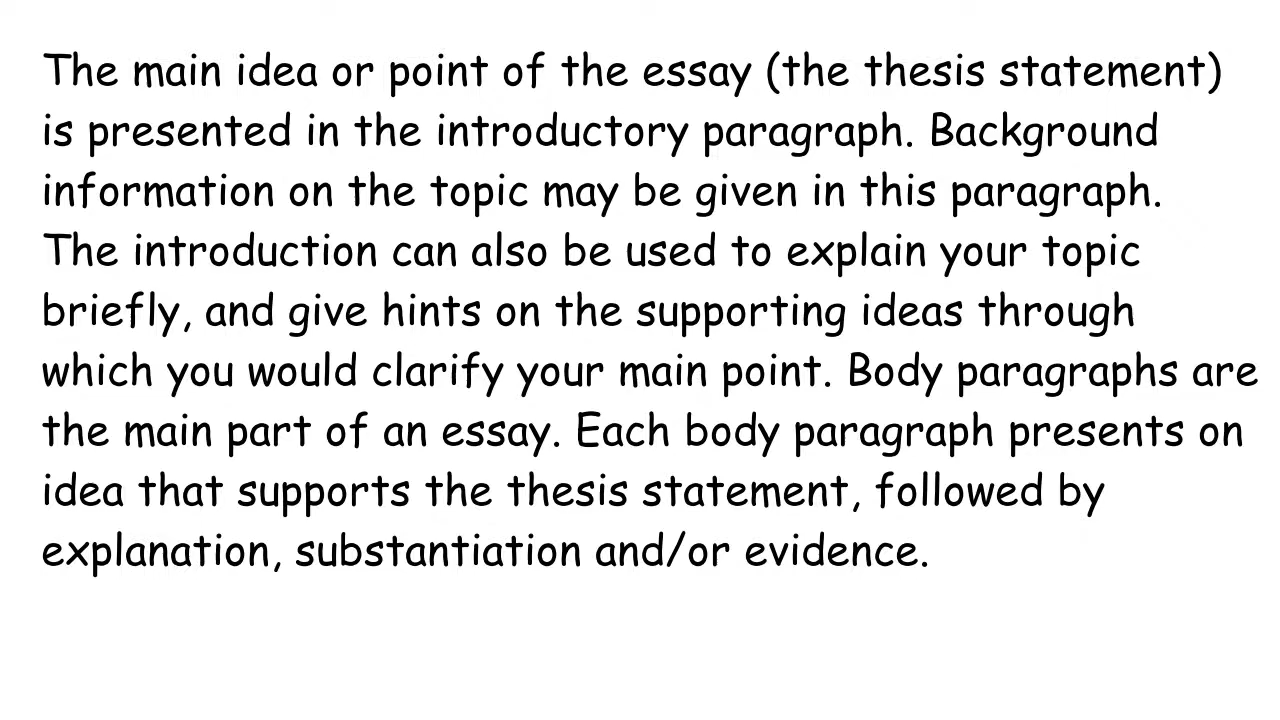 The main idea or point of the essay (the thesis statement)
is presented in the introductory paragraph. Background
information on the topic may be given in this paragraph.
The introduction can also be used to explain your topic
briefly, and give hints on the supporting ideas through
which you would clarify your main point. Body paragraphs are
the main part of an essay. Each body paragraph presents on
idea that supports the thesis statement, followed by
explanation, substantiation and/or evidence.